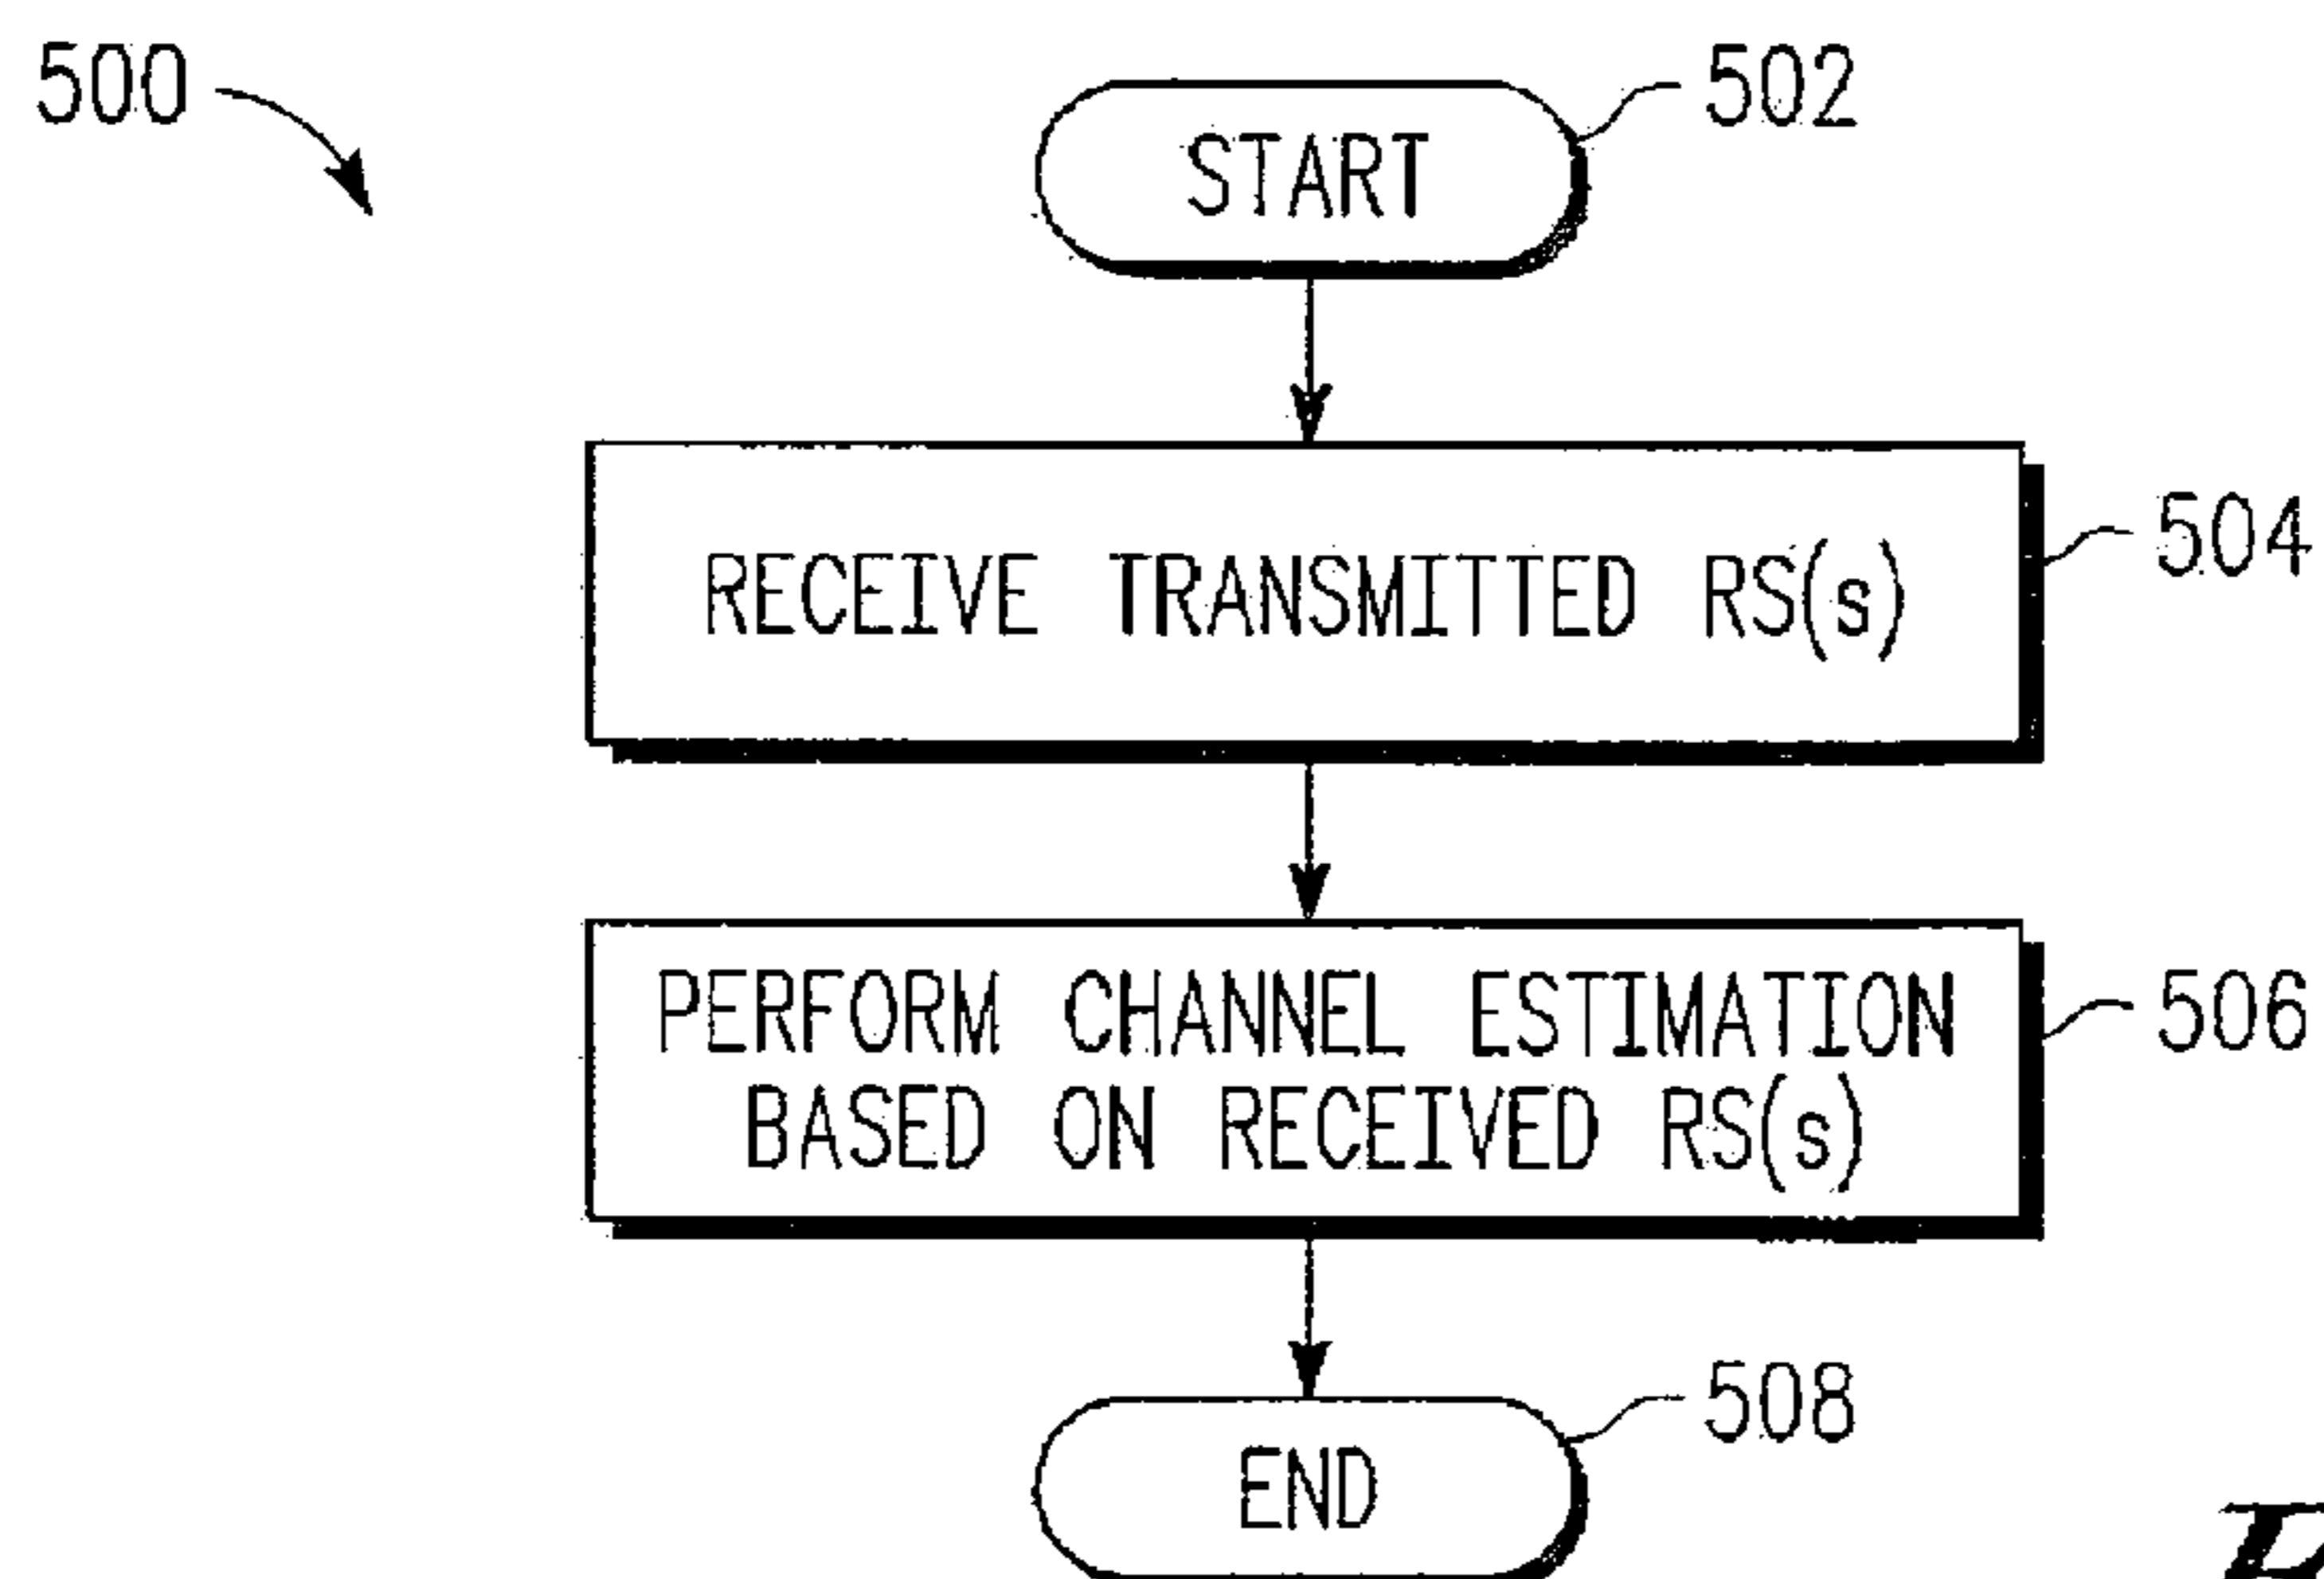 500
START
502
RECEIVE TRANSMITTED RS(s)
504
PERFORM CHANNEL ESTIMATION
BASED ON RECEIVED RS(s)
506
END
508